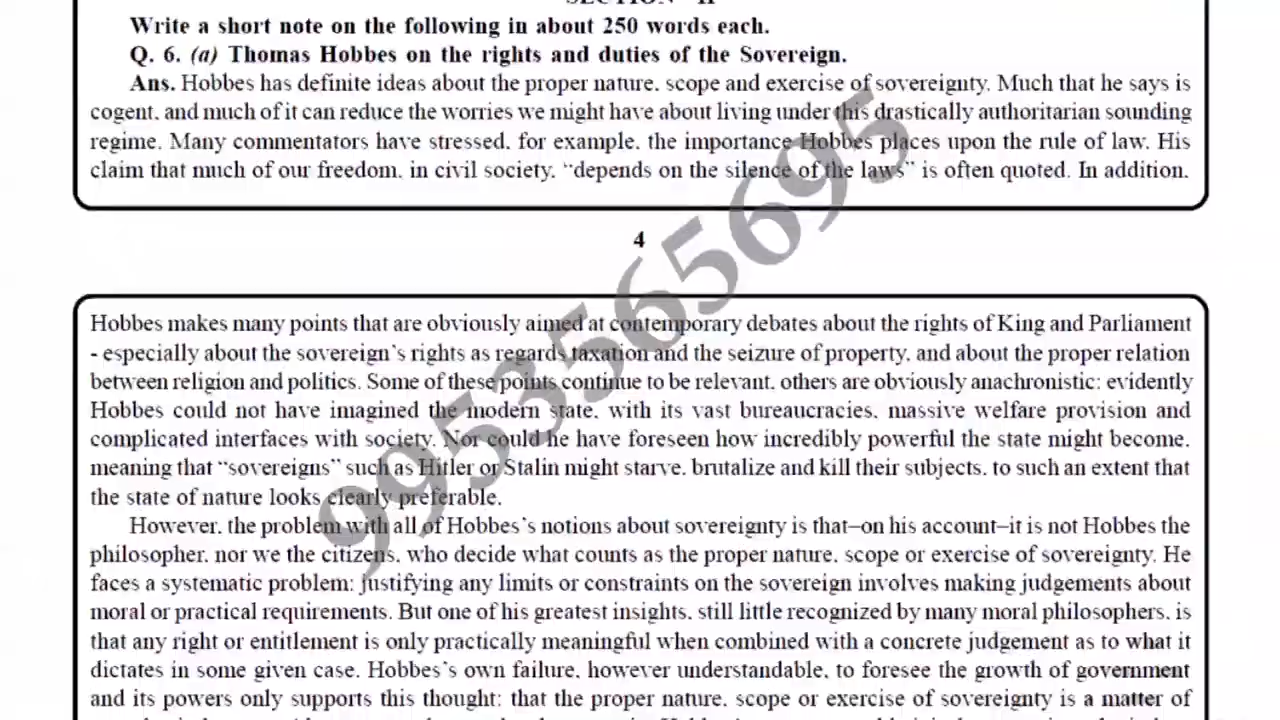 Write a short note on the following in about 250 words each.
Q. 6. (a) Thomas Hobbes on the rights and duties of the Sovereign.
Ans. Hobbes has definite ideas about the proper nature, scope and exercise of sovereignty. Much that he says is
cogent, and much of it can reduce the worries we might have about living under this drastically authoritarian sounding
regime. Many commentators have stressed, for example, the importance Hobbes places upon the rule of law. His
claim that much of our freedom, in civil society, “depends on the silence of the laws” is often quoted. In addition,
4
Hobbes makes many points that are obviously aimed at contemporary debates about the rights of King and Parliament
- especially about the sovereign’s rights as regards taxation and the seizure of property, and about the proper relation
between religion and politics. Some of these points continue to be relevant, others are obviously anachronistic: evidently
Hobbes could not have imagined the modern state, with its vast bureaucracies, massive welfare provision and
complicated interfaces with society. Nor could he have foreseen how incredibly powerful the state might become,
meaning that “sovereigns” such as Hitler or Stalin might starve, brutalize and kill their subjects, to such an extent that
the state of nature looks clearly preferable.
However, the problem with all of Hobbes’s notions about sovereignty is that–on his account–it is not Hobbes the
philosopher, nor we the citizens, who decide what counts as the proper nature, scope or exercise of sovereignty. He
faces a systematic problem: justifying any limits or constraints on the sovereign involves making judgements about
moral or practical requirements. But one of his greatest insights, still little recognized by many moral philosophers, is
that any right or entitlement is only practically meaningful when combined with a concrete judgement as to what it
dictates in some given case. Hobbes’s own failure, however understandable, to foresee the growth of government
and its powers only supports this thought: that the proper nature, scope or exercise of sovereignty is a matter of
9953565695